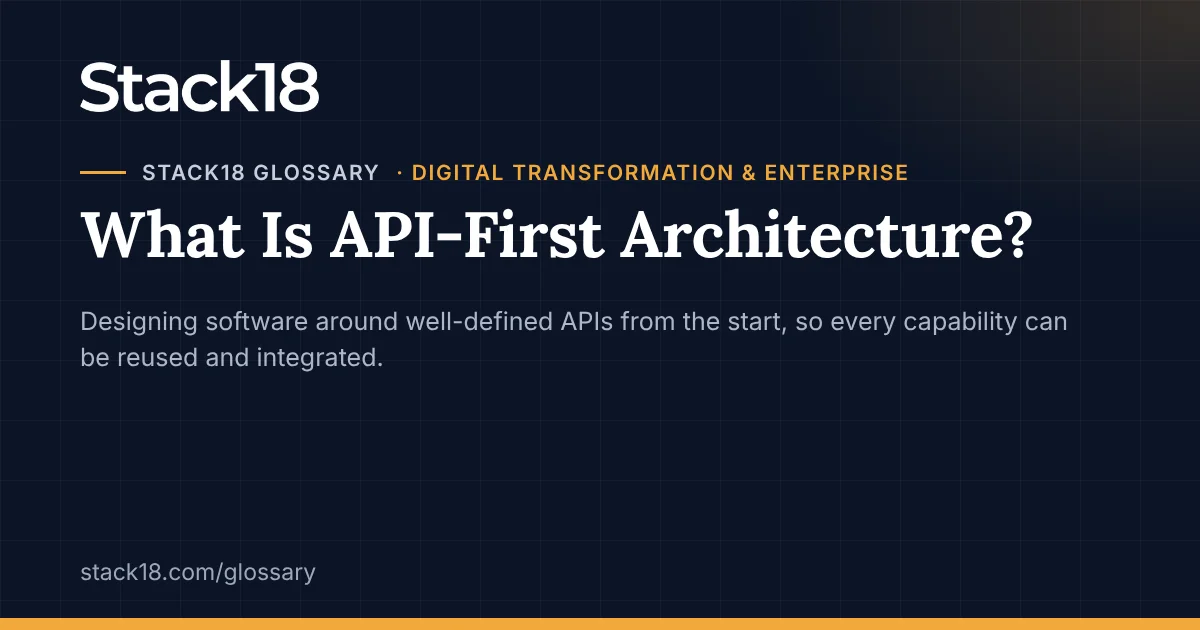 Stack18
STACK18 GLOSSARY · DIGITAL TRANSFORMATION & ENTERPRISE
What Is API-First Architecture?
Designing software around well-defined APIs from the start, so every capability can
be reused and integrated.
stack18.com/glossary